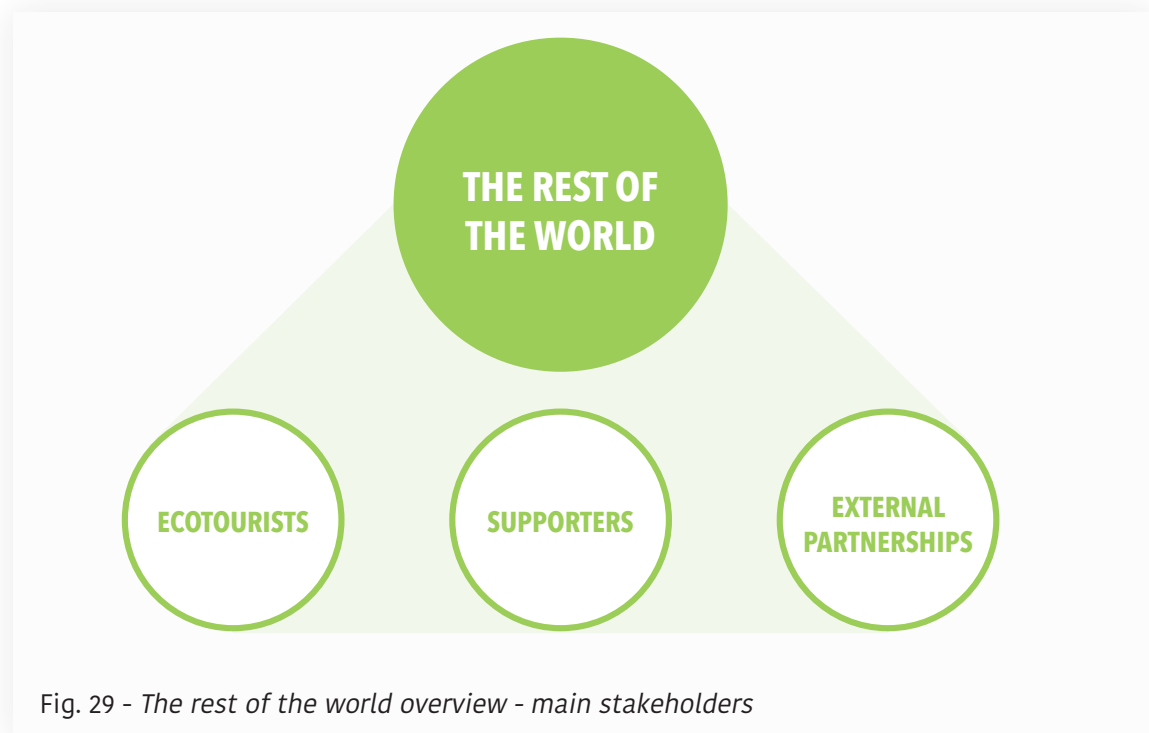 THE REST OF
THE WORLD
ECOTOURISTS
SUPPORTERS
EXTERNAL
PARTNERSHIPS
Fig. 29 - The rest of the world overview - main stakeholders